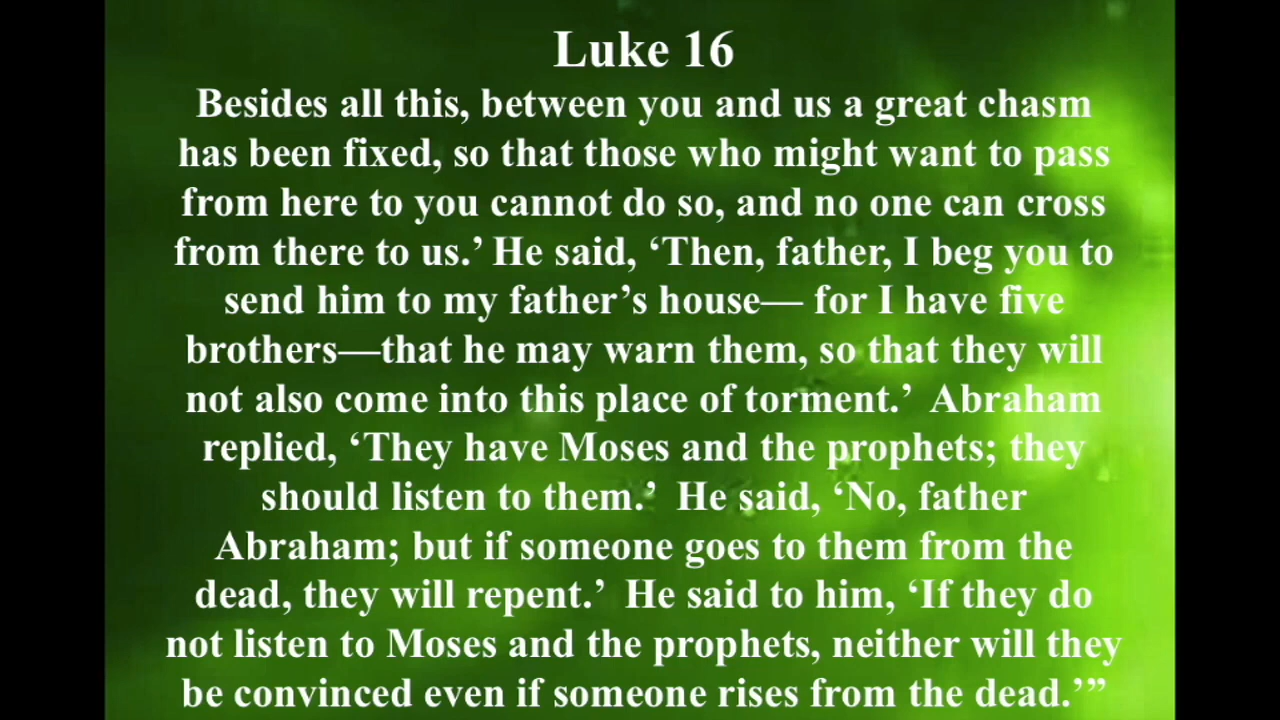 Luke 16
Besides all this, between you and us a great chasm
has been fixed, so that those who might want to pass
from here to you cannot do so, and no one can cross
from there to us.’ He said, ‘Then, father, I beg you to
send him to my father’s house— for I have five
brothers—that he may warn them, so that they will
not also come into this place of torment.’  Abraham
replied, ‘They have Moses and the prophets; they
should listen to them.’  He said, ‘No, father
Abraham; but if someone goes to them from the
dead, they will repent.’  He said to him, ‘If they do
not listen to Moses and the prophets, neither will they
be convinced even if someone rises from the dead.’”